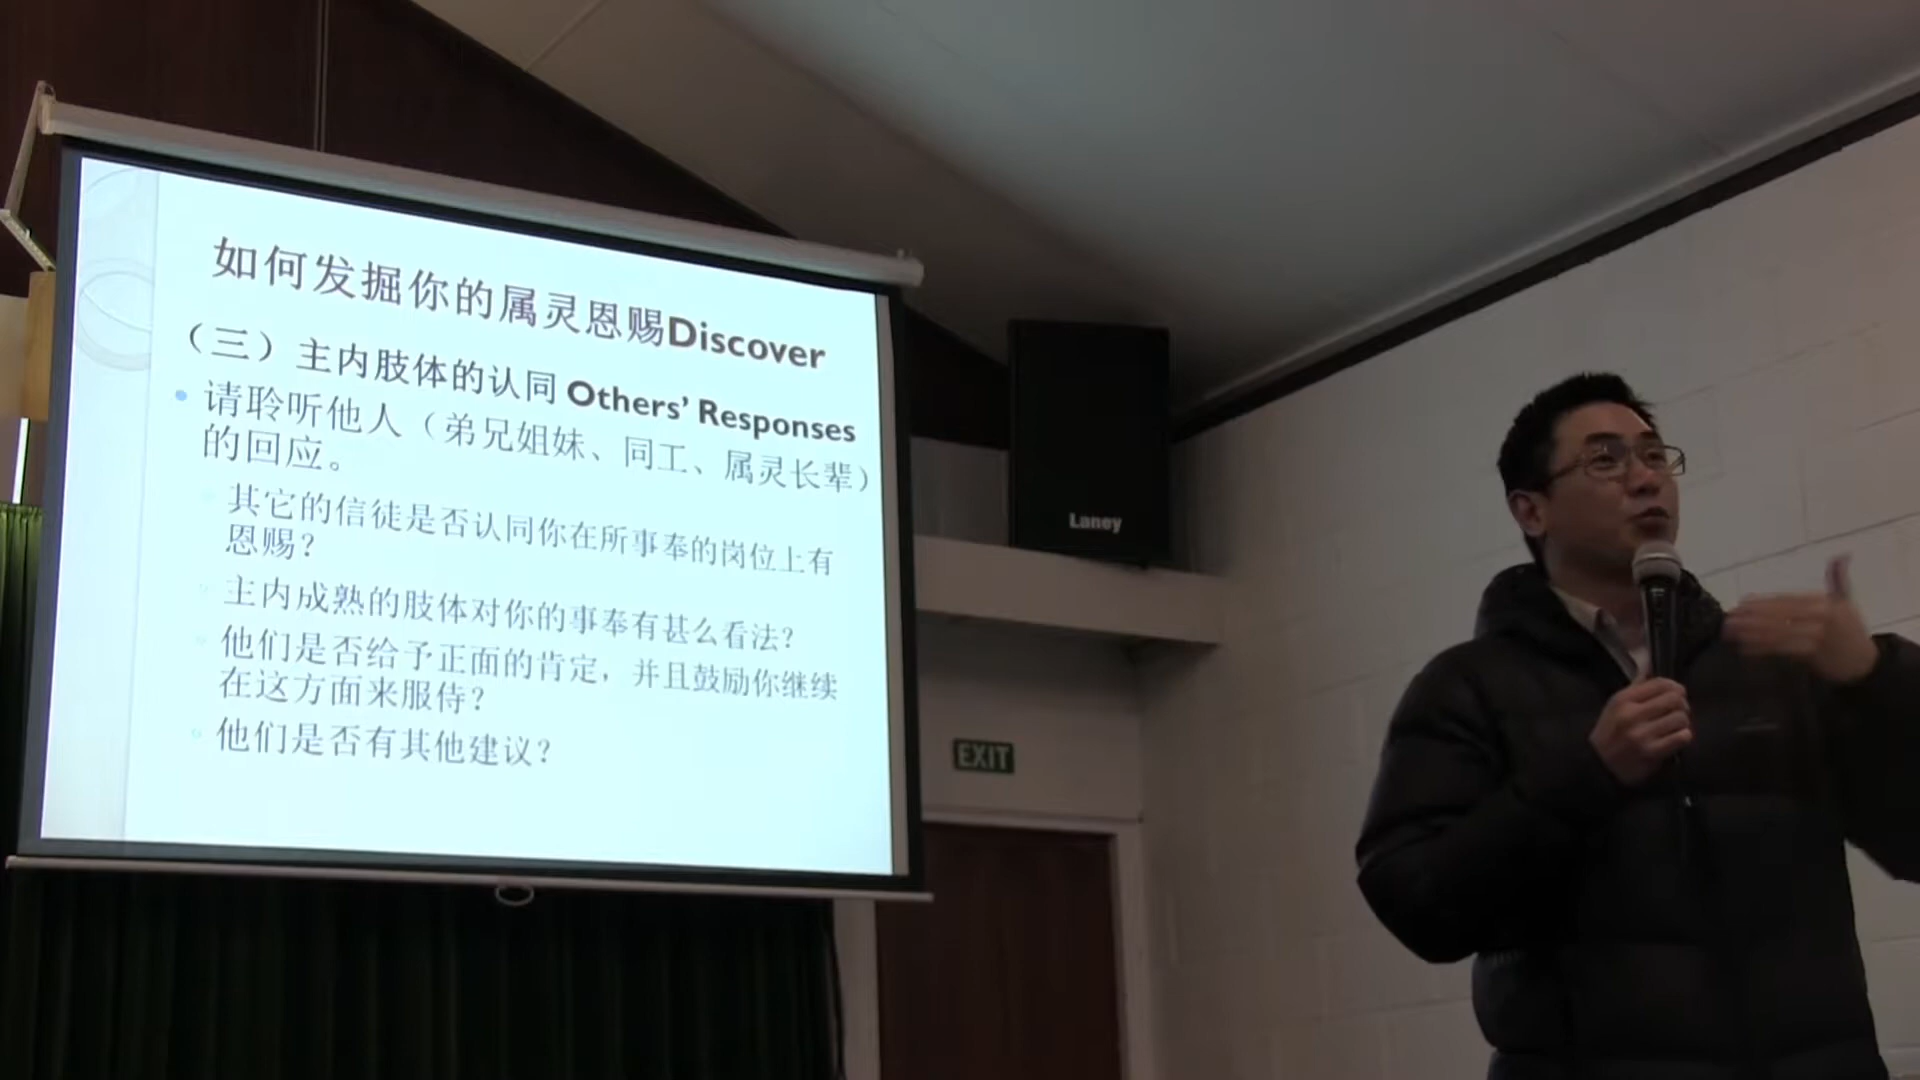 如何发掘你的属灵恩赐Discover
（三）主内肢体的认同 Others' Responses
请聆听他人（弟兄姐妹、同工、属灵长辈）
的回应。
其它的信徒是否认同你在所事奉的岗位上有
恩赐？
主内成熟的肢体对你的事奉有甚么看法？
他们是否给予正面的肯定，并且鼓励你继续
在这方面来服侍？
他们是否有其他建议？
Laney
EXIT